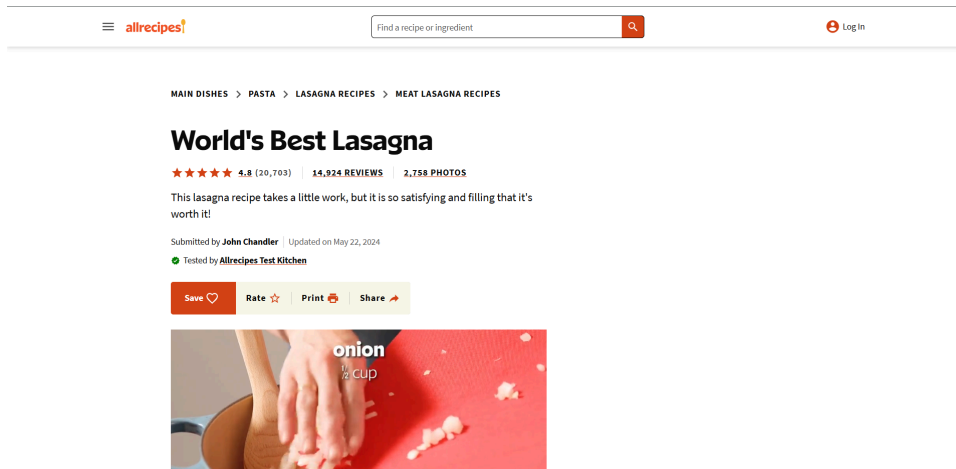 allrecipes
Find a recipe or ingredient
Log In
MAIN DISHES > PASTA > LASAGNA RECIPES > MEAT LASAGNA RECIPES
World's Best Lasagna
4.8 (20,703) 14,924 REVIEWS 2,758 PHOTOS
This lasagna recipe takes a little work, but it is so satisfying and filling that it's
worth it!
Submitted by John Chandler Updated on May 22, 2024
Tested by Allrecipes Test Kitchen
Save Rate Print Share
onion
½ cup